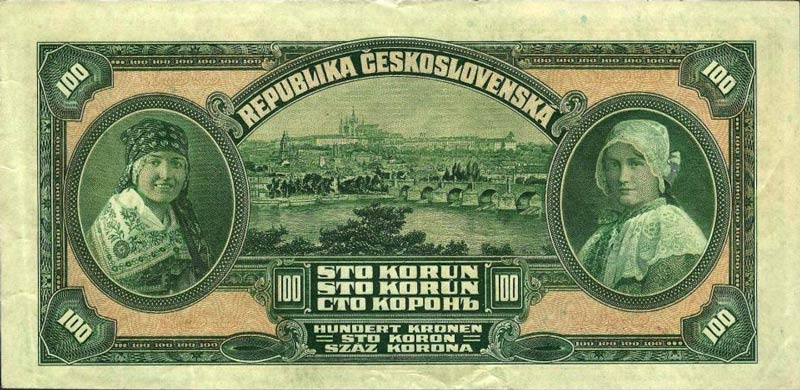 100
100
REPUBLIKA ČESKOSLOVENSKÁ
100
STO KORUN
STO KORUN
СТО КОРОНЪ
100
HUNDERT KRONEN
STO KORON
SZÁZ KORONA
100
100